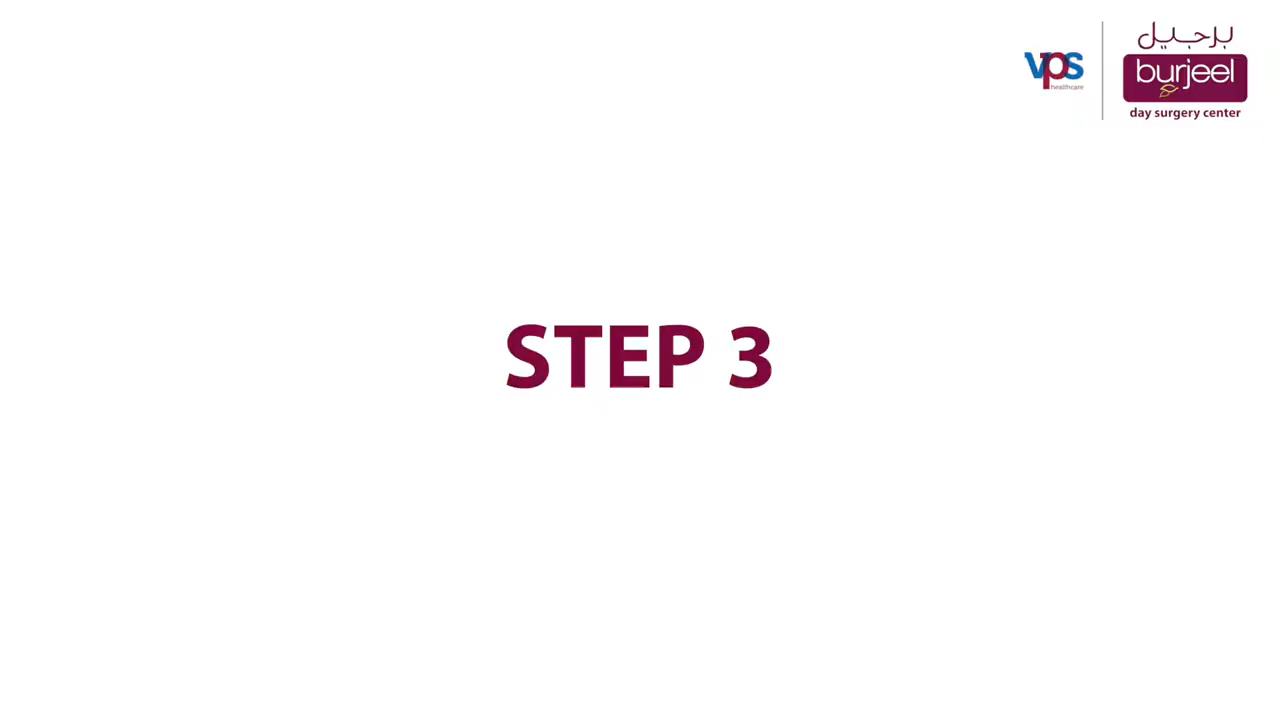 برجيل
vps
healthcare
burjeel
day surgery center
STEP 3